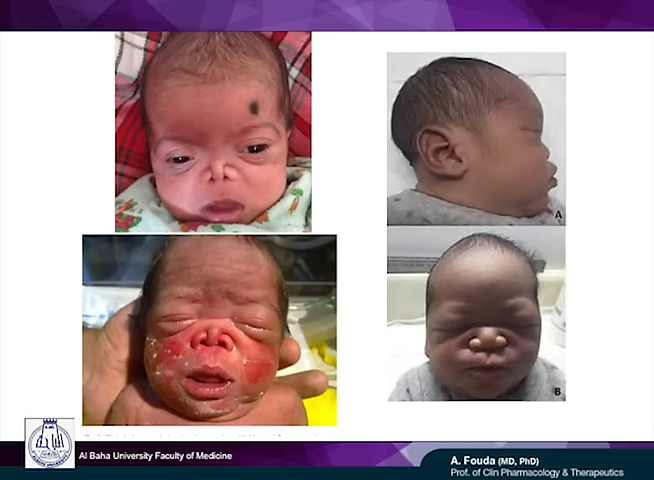 A
B
Al Baha University Faculty of Medicine
A. Fouda (MD, PhD)
Prof. of Clin Pharmacology & Therapeutics